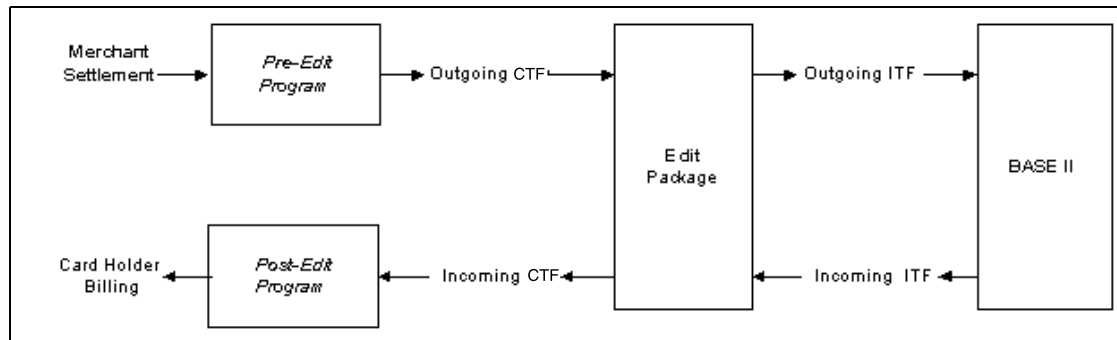 Merchant
Settlement
Pre-Edit
Program
Outgoing CTF
Edit
Package
Outgoing ITF
BASE II
Card Holder
Billing
Post-Edit
Program
Incoming CTF
Incoming ITF